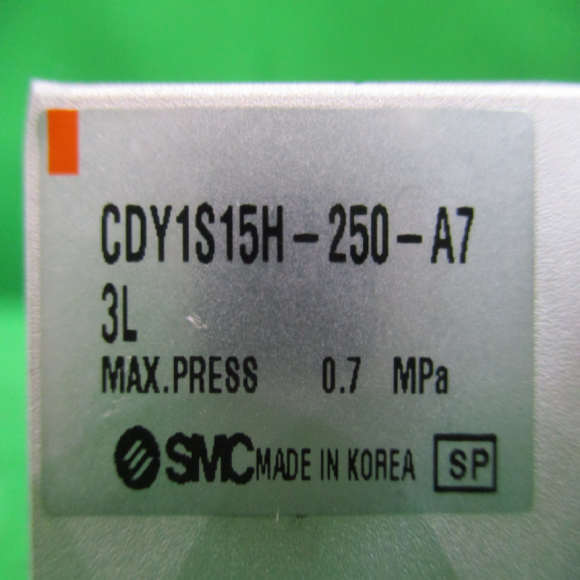 CDY1S15H-250-A7
3L
MAX.PRESS 0.7 MPa
SMC MADE IN KOREA SP